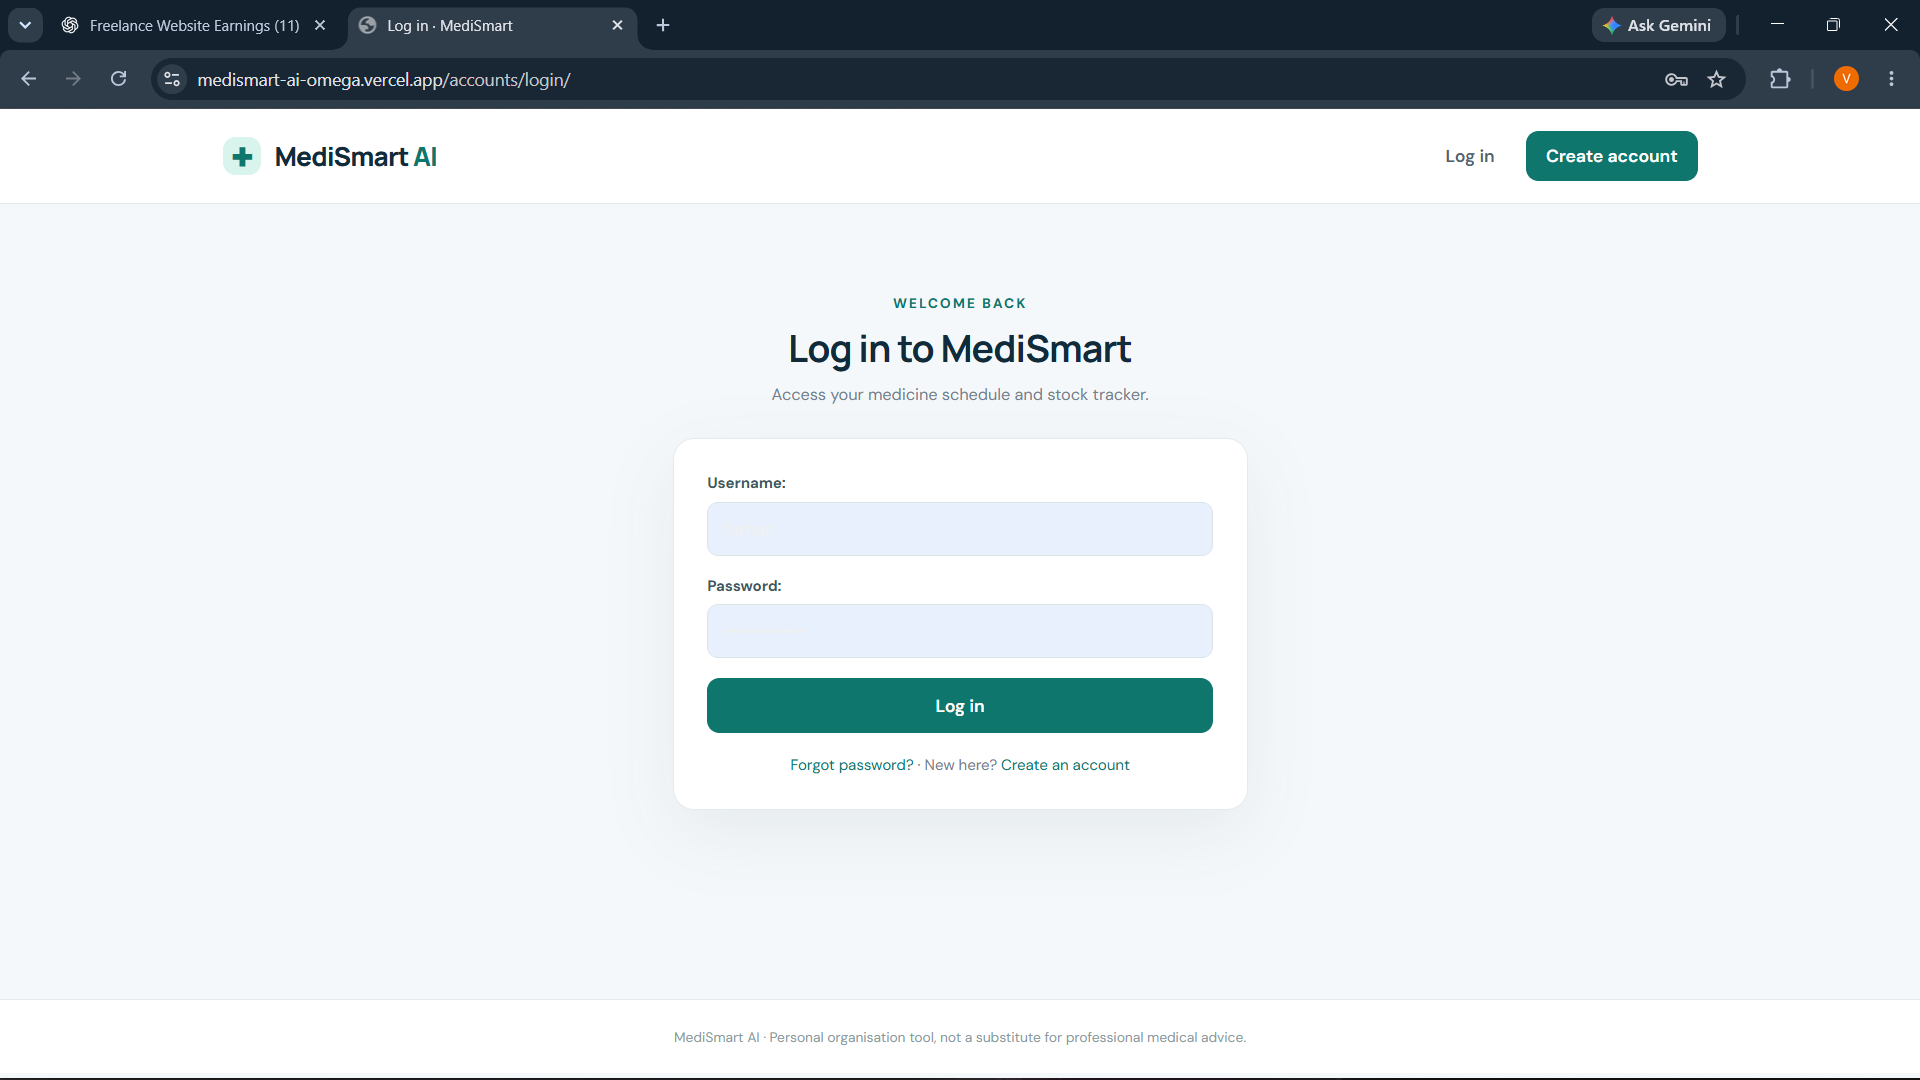 Freelance Website Earnings (11)
Log in · MediSmart
Ask Gemini
medismart-ai-omega.vercel.app/accounts/login/
V
MediSmart AI
Log in
Create account
WELCOME BACK
Log in to MediSmart
Access your medicine schedule and stock tracker.
Username:
Password:
Log in
Forgot password? · New here? Create an account
MediSmart AI · Personal organisation tool, not a substitute for professional medical advice.